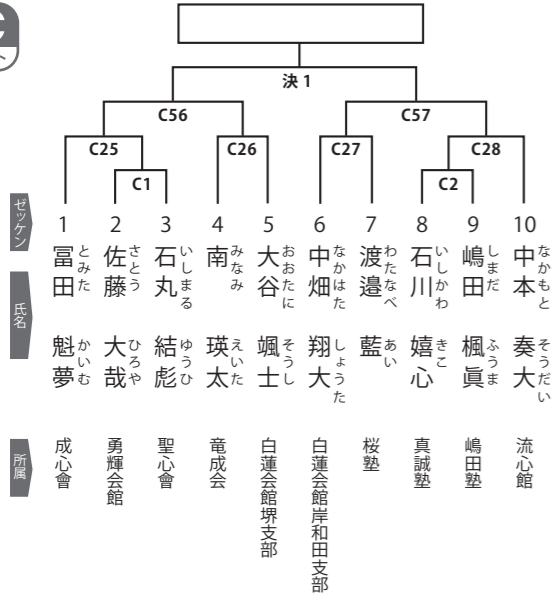 C
決 1
C56
C57
C25
C26
C27
C28
C1
C2
ゼッケン
1 2 3 4 5 6 7 8 9 10
氏名
冨田 魁夢
とみた かいむ
佐藤 大哉
さとう ひろや
石丸 結彪
いしまる ゆうひ
南 瑛太
みなみ えいた
大谷 颯士
おおたに そうし
中畑 翔大
なかはた しょうた
渡邉 藍
わたなべ あい
石川 嬉心
いしかわ きこ
嶋田 楓眞
しまだ ふうま
中本 奏大
なかもと そうだい
所属
成心會
勇輝会館
聖心會
竜成会
白蓮会館堺支部
白蓮会館岸和田支部
桜塾
真誠塾
嶋田塾
流心館